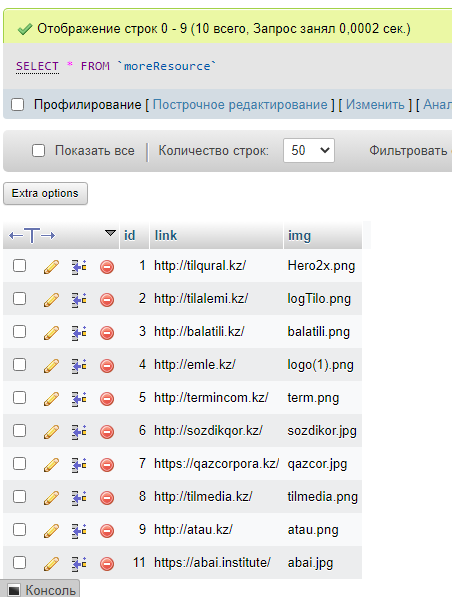 Отображение строк 0 - 9 (10 всего, Запрос занял 0,0002 сек.)
SELECT * FROM `moreResource`
Профилирование [ Построчное редактирование ] [ Изменить ] [ Анал
Показать все | Количество строк: 50 Фильтровать
Extra options
←T→ id link img
1 http://tilqural.kz/ Hero2x.png
2 http://tilalemi.kz/ logTilo.png
3 http://balatili.kz/ balatili.png
4 http://emle.kz/ logo(1).png
5 http://termincom.kz/ term.png
6 http://sozdikqor.kz/ sozdikor.jpg
7 https://qazcorpora.kz/ qazcor.jpg
8 http://tilmedia.kz/ tilmedia.png
9 http://atau.kz/ atau.png
11 https://abai.institute/ abai.jpg
Консоль